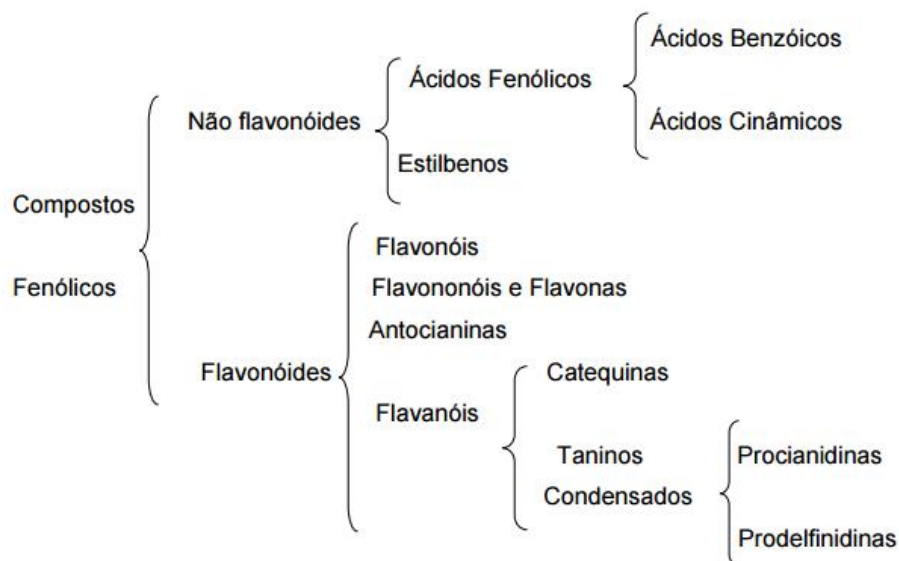 Compostos
Fenólicos
Não flavonóides
Ácidos Fenólicos
Ácidos Benzóicos
Ácidos Cinâmicos
Estilbenos
Flavonóides
Flavonóis
Flavononóis e Flavonas
Antocianinas
Flavanóis
Catequinas
Taninos
Condensados
Procianidinas
Prodelfinidinas